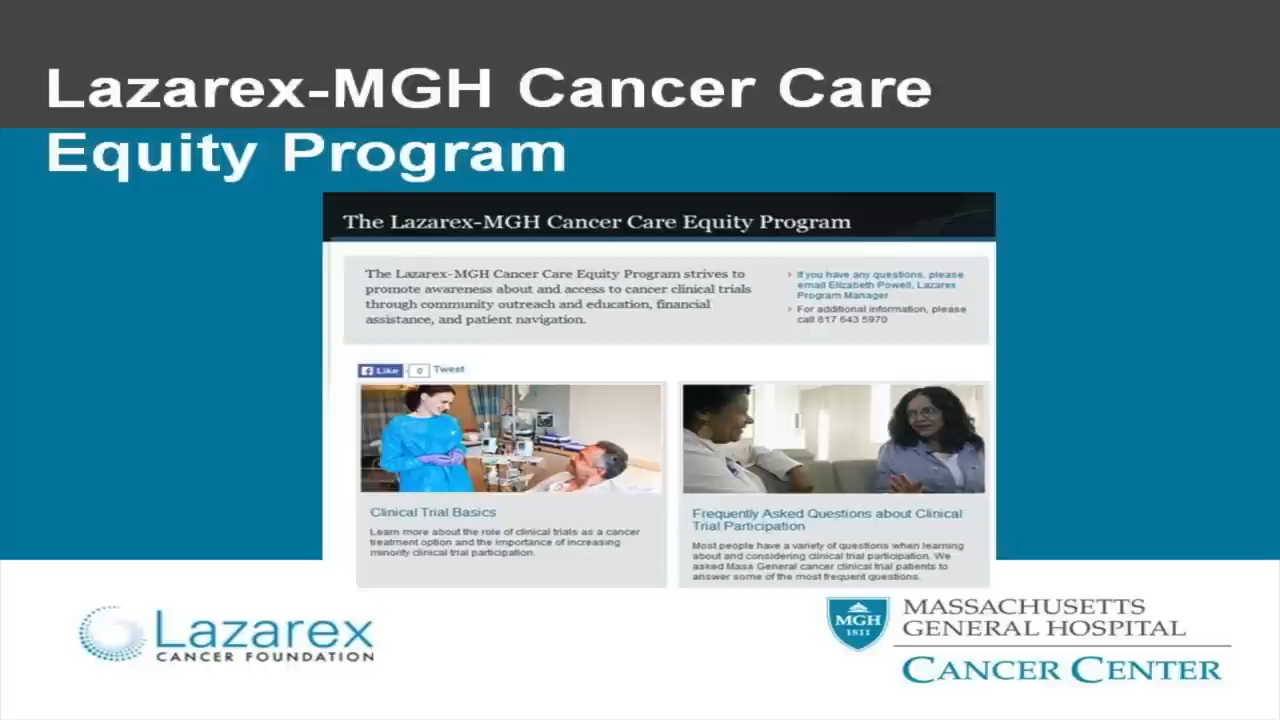 Lazarex-MGH Cancer Care
Equity Program
The Lazarex-MGH Cancer Care Equity Program
The Lazarex-MGH Cancer Care Equity Program strives to
promote awareness about and access to cancer clinical trials
through community outreach and education, financial
assistance, and patient navigation.
› If you have any questions, please
email Elizabeth Powell, Lazarex
Program Manager
› For additional information, please
call 617 643 5970
Like 0 Tweet
Clinical Trial Basics
Learn more about the role of clinical trials as a cancer
treatment option and the importance of increasing
minority clinical trial participation.
Frequently Asked Questions about Clinical
Trial Participation
Most people have a variety of questions when learning
about and considering clinical trial participation. We
asked Mass General cancer clinical trial patients to
answer some of the most frequent questions.
Lazarex
CANCER FOUNDATION
MGH
1811
MASSACHUSETTS
GENERAL HOSPITAL
CANCER CENTER